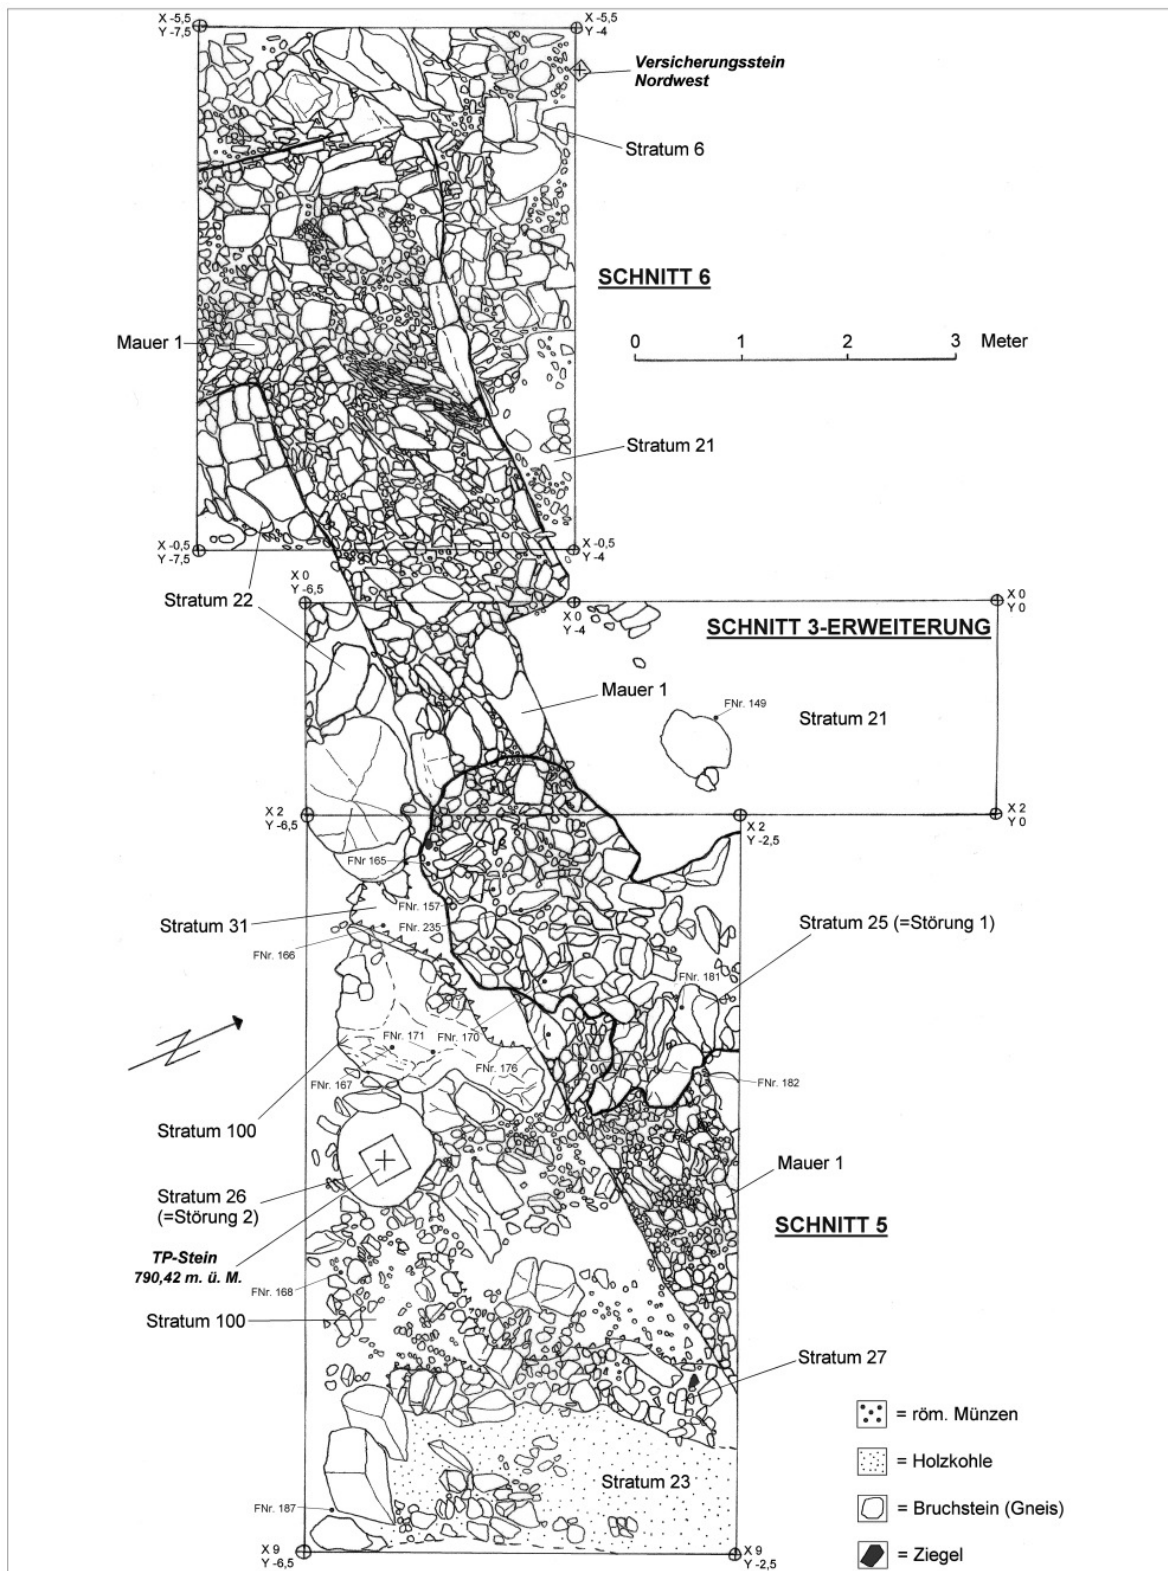 X -5,5
Y -7,5
X -5,5
Y -4
Versicherungsstein
Nordwest
Stratum 6
SCHNITT 6
Mauer 1
0 1 2 3 Meter
Stratum 21
X -0,5
Y -7,5
X -0,5
Y -4
X 0
Y -6,5
Stratum 22
X 0
Y -4
X 0
Y 0
SCHNITT 3-ERWEITERUNG
Mauer 1
FNr. 149
Stratum 21
X 2
Y -6,5
X 2
Y -2,5
X 2
Y 0
FNr 165
FNr. 157
Stratum 31
FNr. 235
Stratum 25 (=Störung 1)
FNr. 166
FNr. 181
FNr. 171
FNr. 170
FNr. 176
FNr. 167
FNr. 182
Stratum 100
Mauer 1
Stratum 26
(=Störung 2)
SCHNITT 5
TP-Stein
790,42 m. ü. M.
FNr. 168
Stratum 100
Stratum 27
= röm. Münzen
= Holzkohle
Stratum 23
FNr. 187
= Bruchstein (Gneis)
X 9
Y -6,5
X 9
Y -2,5
= Ziegel